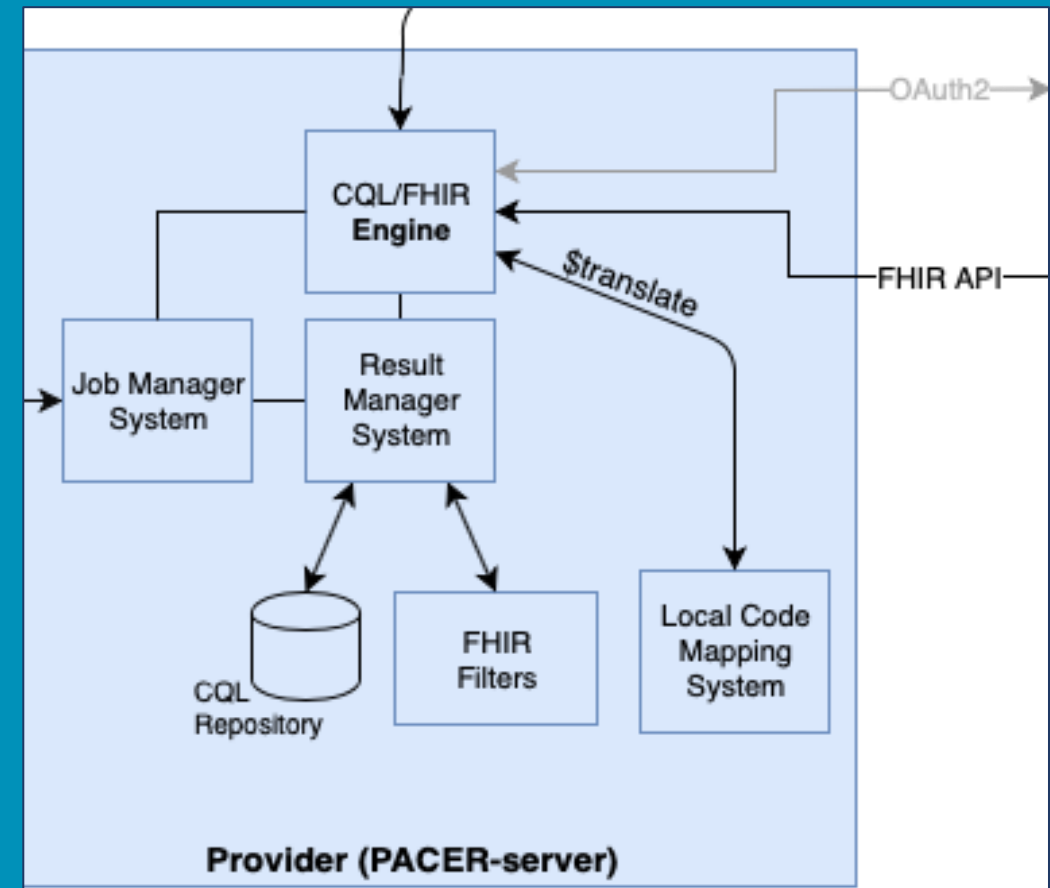 OAuth2
CQL/FHIR
Engine
$translate
FHIR API
Job Manager
System
Result
Manager
System
Local Code
Mapping
System
FHIR
Filters
CQL
Repository
Provider (PACER-server)